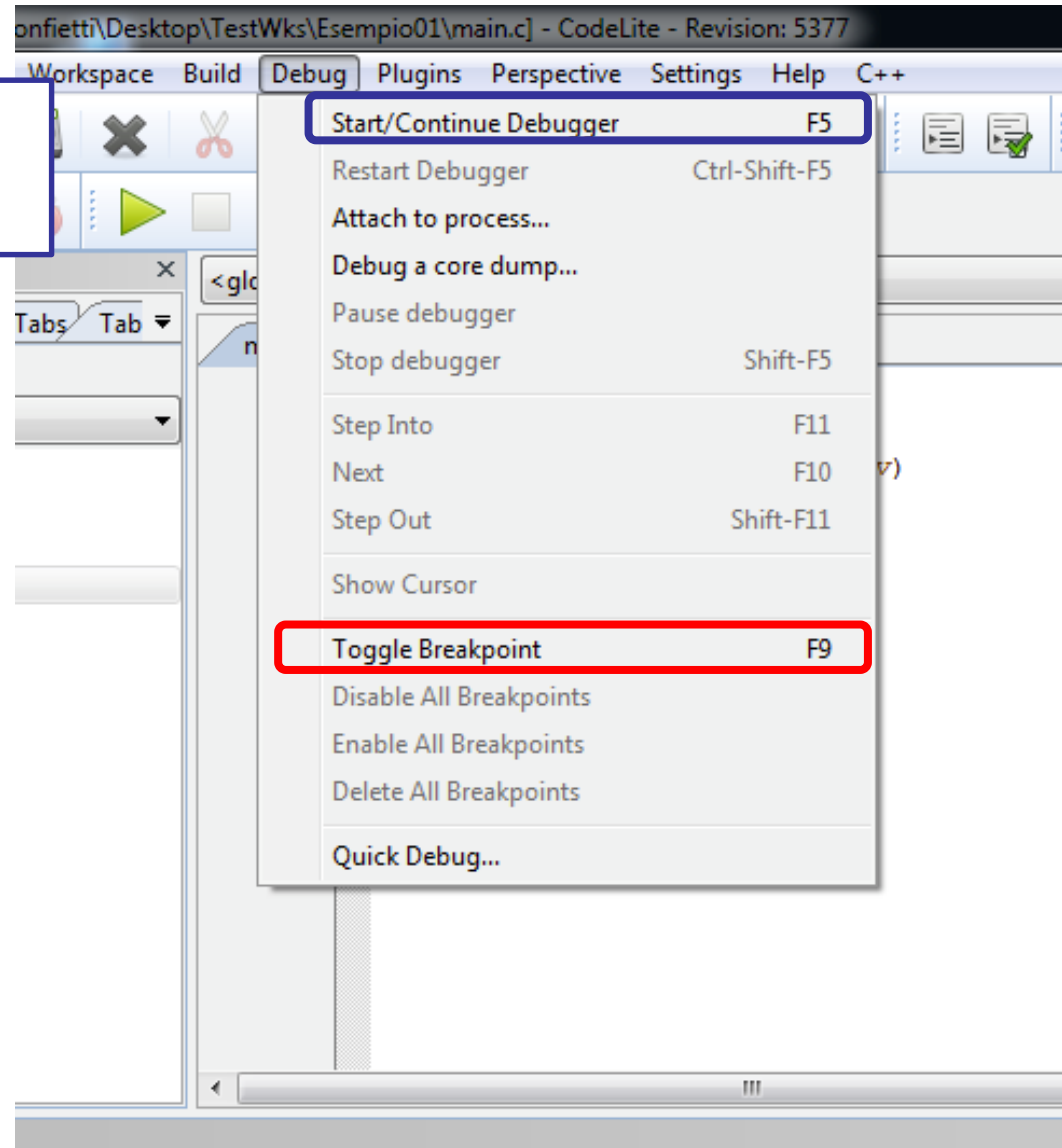 onfietti\Desktop\TestWks\Esempio01\main.c] - CodeLite - Revision: 5377
Workspace Build Debug Plugins Perspective Settings Help C++
Start/Continue Debugger F5
Restart Debugger Ctrl-Shift-F5
Attach to process...
Debug a core dump...
Pause debugger
Stop debugger Shift-F5
Step Into F11
Next F10
Step Out Shift-F11
Show Cursor
Toggle Breakpoint F9
Disable All Breakpoints
Enable All Breakpoints
Delete All Breakpoints
Quick Debug...
Tabs Tab
<glo
v)